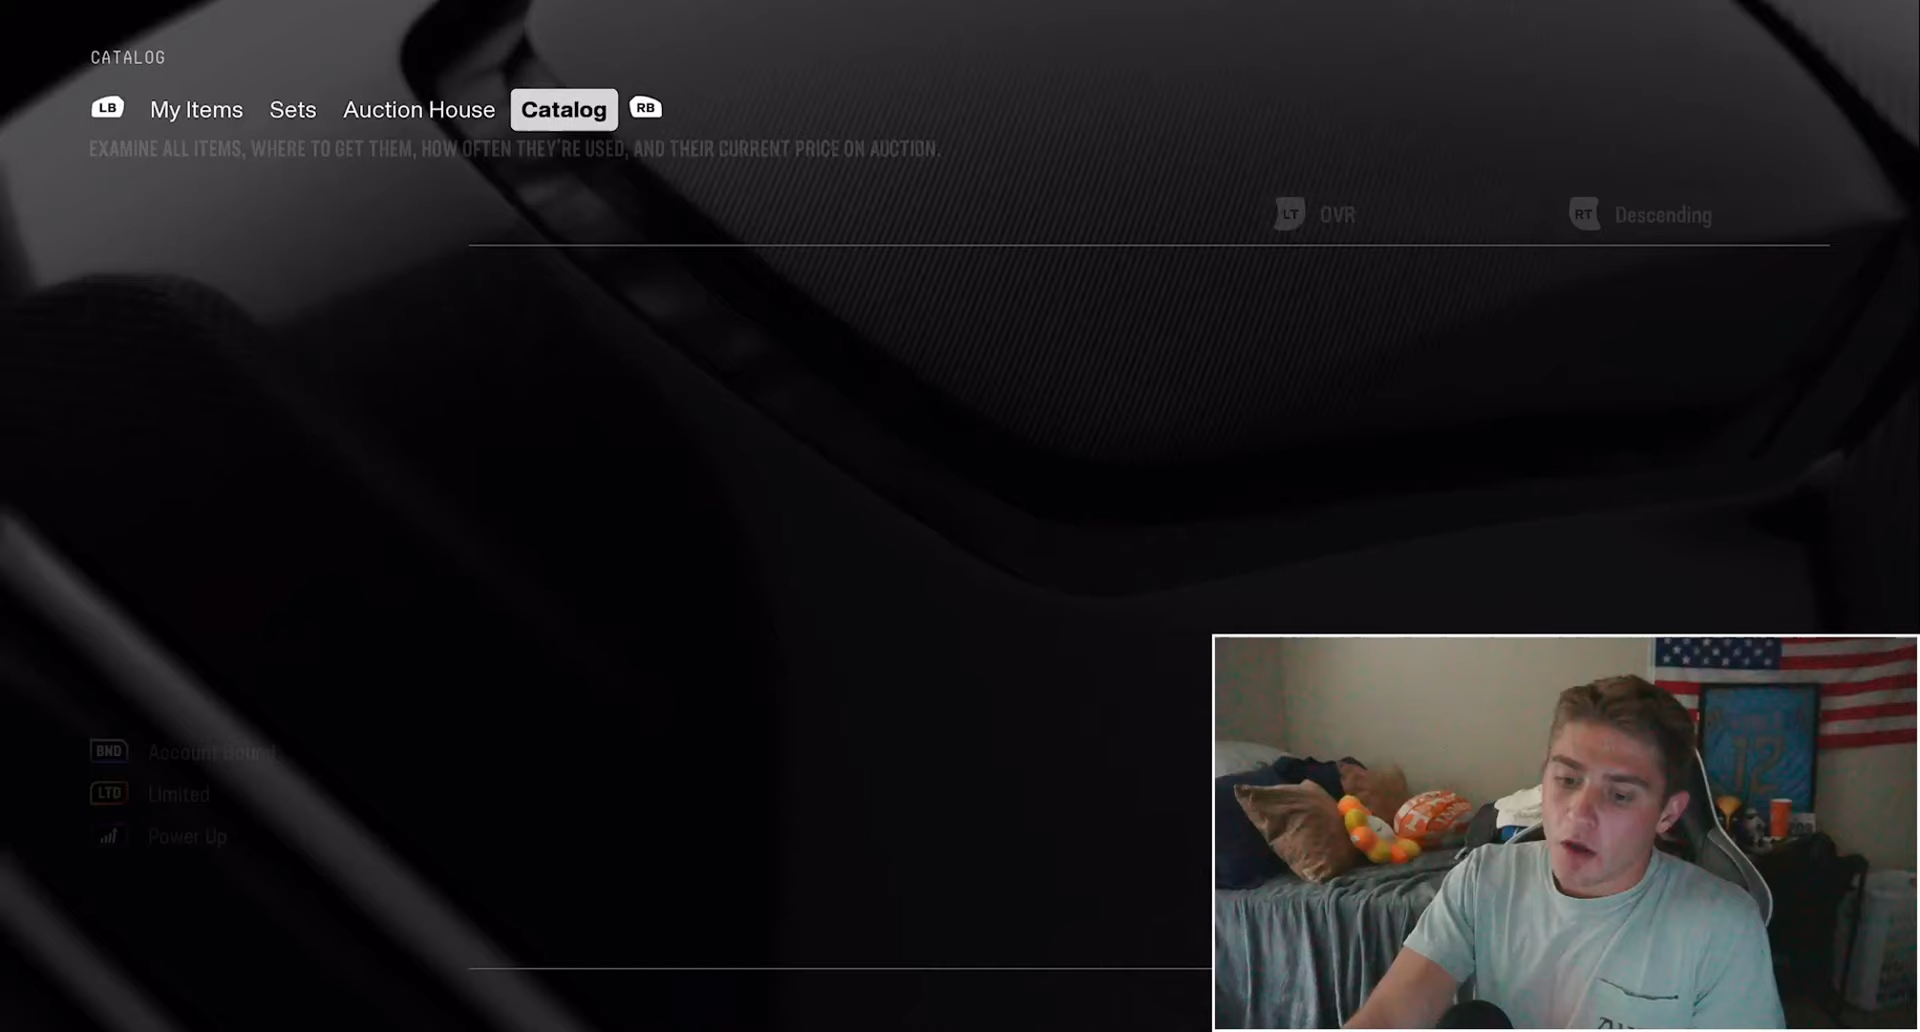 CATALOG
LB My Items Sets Auction House Catalog RB
EXAMINE ALL ITEMS, WHERE TO GET THEM, HOW OFTEN THEY'RE USED, AND THEIR CURRENT PRICE ON AUCTION.
LT OVR RT Descending
BND Account Bound
LTD Limited
Power Up
12
T